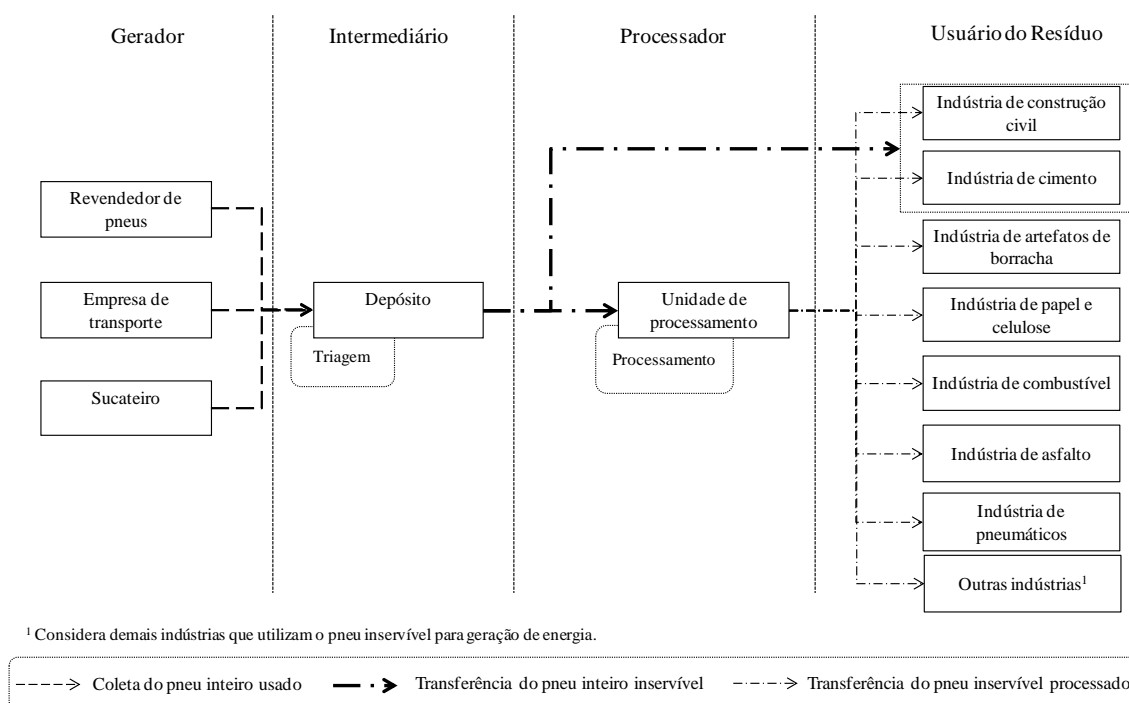 Gerador
Intermediário
Processador
Usuário do Resíduo
Revendedor de
pneus
Empresa de
transporte
Sucateiro
Depósito
Triagem
Unidade de
processamento
Processamento
Indústria de construção
civil
Indústria de cimento
Indústria de artefatos de
borracha
Indústria de papel e
celulose
Indústria de combustível
Indústria de asfalto
Indústria de
pneumáticos
Outras indústrias¹
¹ Considera demais indústrias que utilizam o pneu inservível para geração de energia.
Coleta do pneu inteiro usado
Transferência do pneu inteiro inservível
Transferência do pneu inservível processado